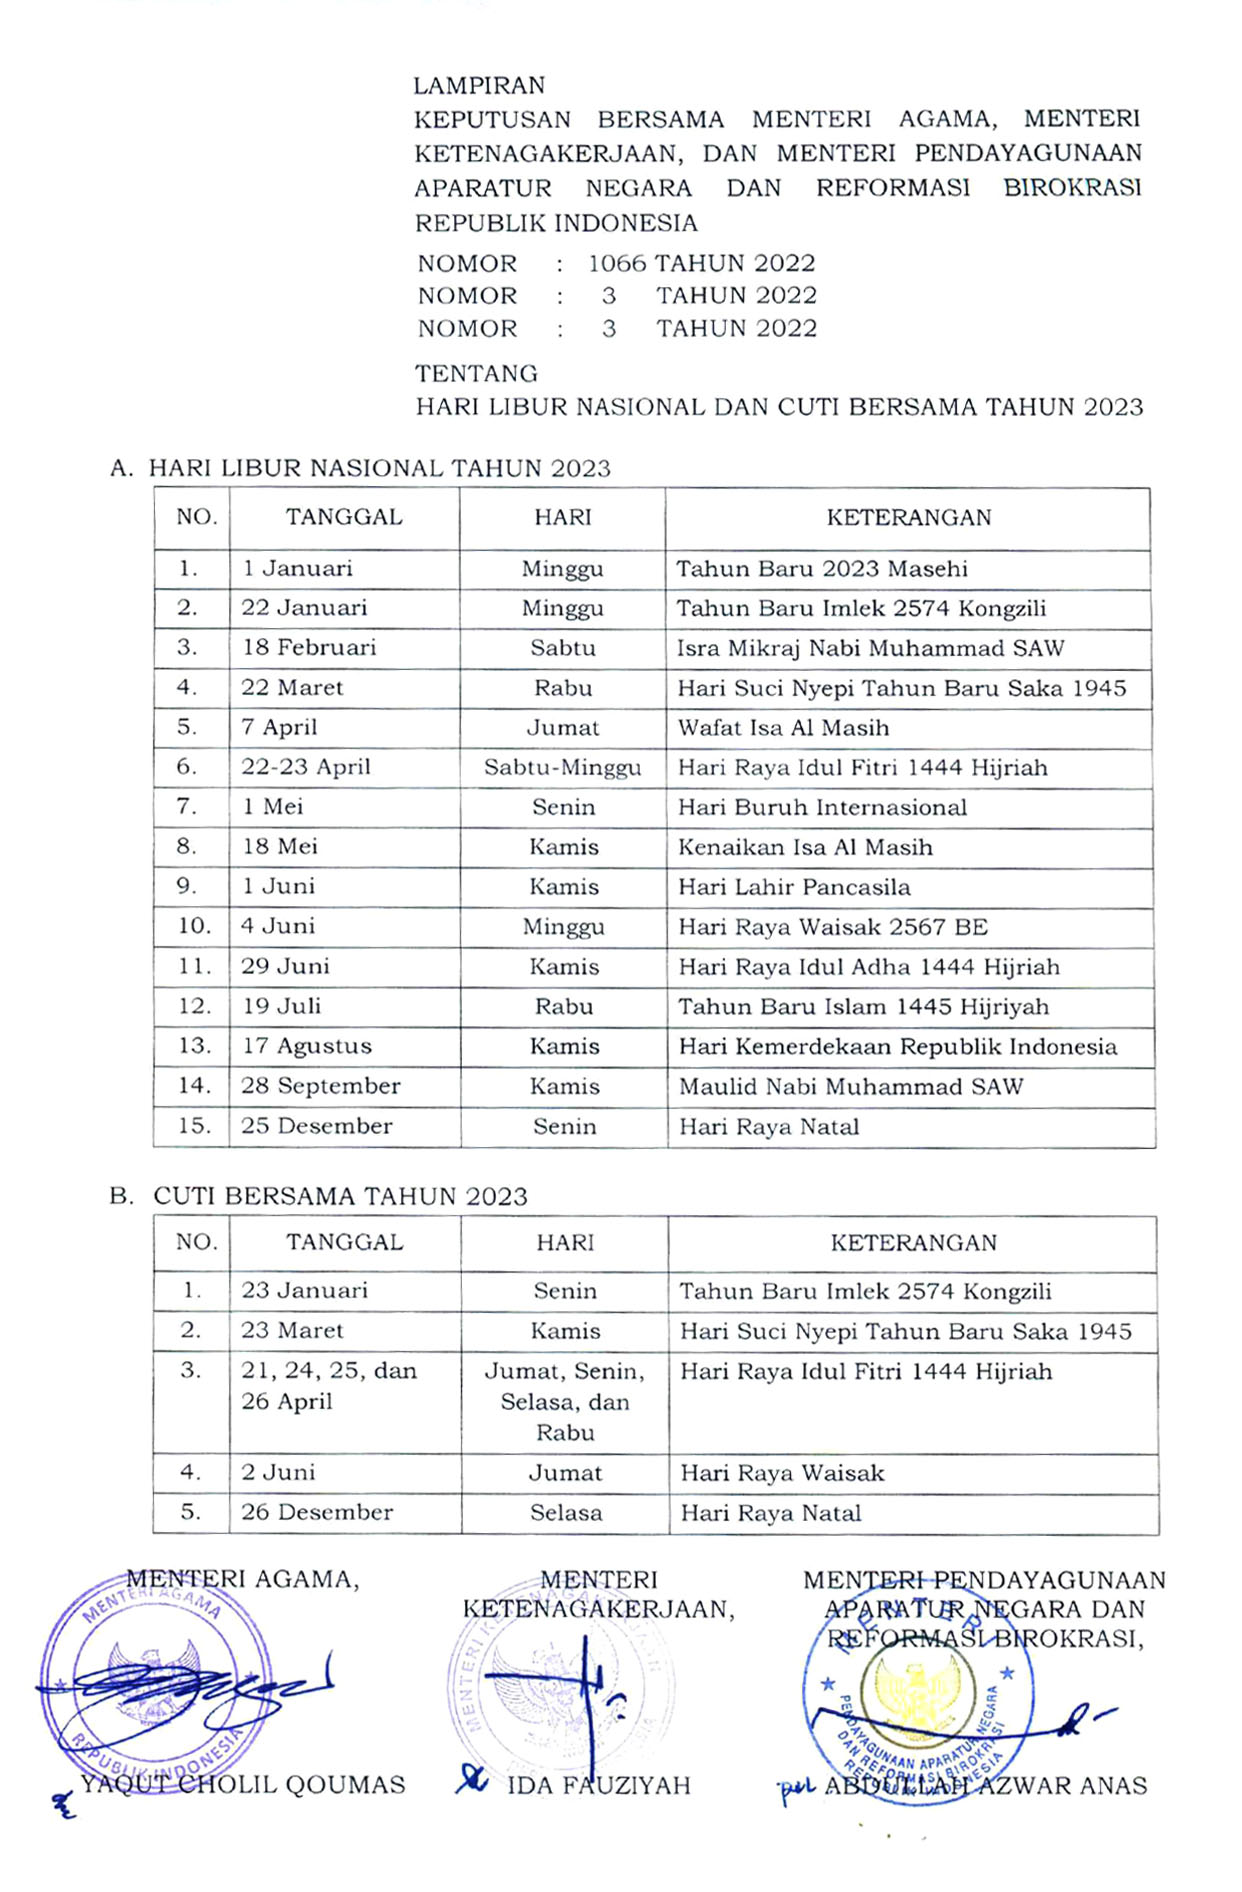 LAMPIRAN
KEPUTUSAN BERSAMA MENTERI AGAMA, MENTERI
KETENAGAKERJAAN, DAN MENTERI PENDAYAGUNAAN
APARATUR NEGARA DAN REFORMASI BIROKRASI
REPUBLIK INDONESIA
NOMOR : 1066 TAHUN 2022
NOMOR : 3 TAHUN 2022
NOMOR : 3 TAHUN 2022
TENTANG
HARI LIBUR NASIONAL DAN CUTI BERSAMA TAHUN 2023
A. HARI LIBUR NASIONAL TAHUN 2023
NO. TANGGAL HARI KETERANGAN
1. 1 Januari Minggu Tahun Baru 2023 Masehi
2. 22 Januari Minggu Tahun Baru Imlek 2574 Kongzili
3. 18 Februari Sabtu Isra Mikraj Nabi Muhammad SAW
4. 22 Maret Rabu Hari Suci Nyepi Tahun Baru Saka 1945
5. 7 April Jumat Wafat Isa Al Masih
6. 22-23 April Sabtu-Minggu Hari Raya Idul Fitri 1444 Hijriah
7. 1 Mei Senin Hari Buruh Internasional
8. 18 Mei Kamis Kenaikan Isa Al Masih
9. 1 Juni Kamis Hari Lahir Pancasila
10. 4 Juni Minggu Hari Raya Waisak 2567 BE
11. 29 Juni Kamis Hari Raya Idul Adha 1444 Hijriah
12. 19 Juli Rabu Tahun Baru Islam 1445 Hijriyah
13. 17 Agustus Kamis Hari Kemerdekaan Republik Indonesia
14. 28 September Kamis Maulid Nabi Muhammad SAW
15. 25 Desember Senin Hari Raya Natal
B. CUTI BERSAMA TAHUN 2023
NO. TANGGAL HARI KETERANGAN
1. 23 Januari Senin Tahun Baru Imlek 2574 Kongzili
2. 23 Maret Kamis Hari Suci Nyepi Tahun Baru Saka 1945
3. 21, 24, 25, dan Jumat, Senin, Hari Raya Idul Fitri 1444 Hijriah
26 April Selasa, dan
Rabu
4. 2 Juni Jumat Hari Raya Waisak
5. 26 Desember Selasa Hari Raya Natal
MENTERI AGAMA,
MENTERI AGAMA
REPUBLIK INDONESIA
YAQUT CHOLIL QOUMAS
MENTERI
KETENAGAKERJAAN,
MENTERI KETENAGAKERJAAN
IDA FAUZIYAH
MENTERI PENDAYAGUNAAN
APARATUR NEGARA DAN
REFORMASI BIROKRASI,
MENTERI
PENDAYAGUNAAN APARATUR NEGARA
DAN REFORMASI BIROKRASI
REPUBLIK INDONESIA
ABDULLAH AZWAR ANAS